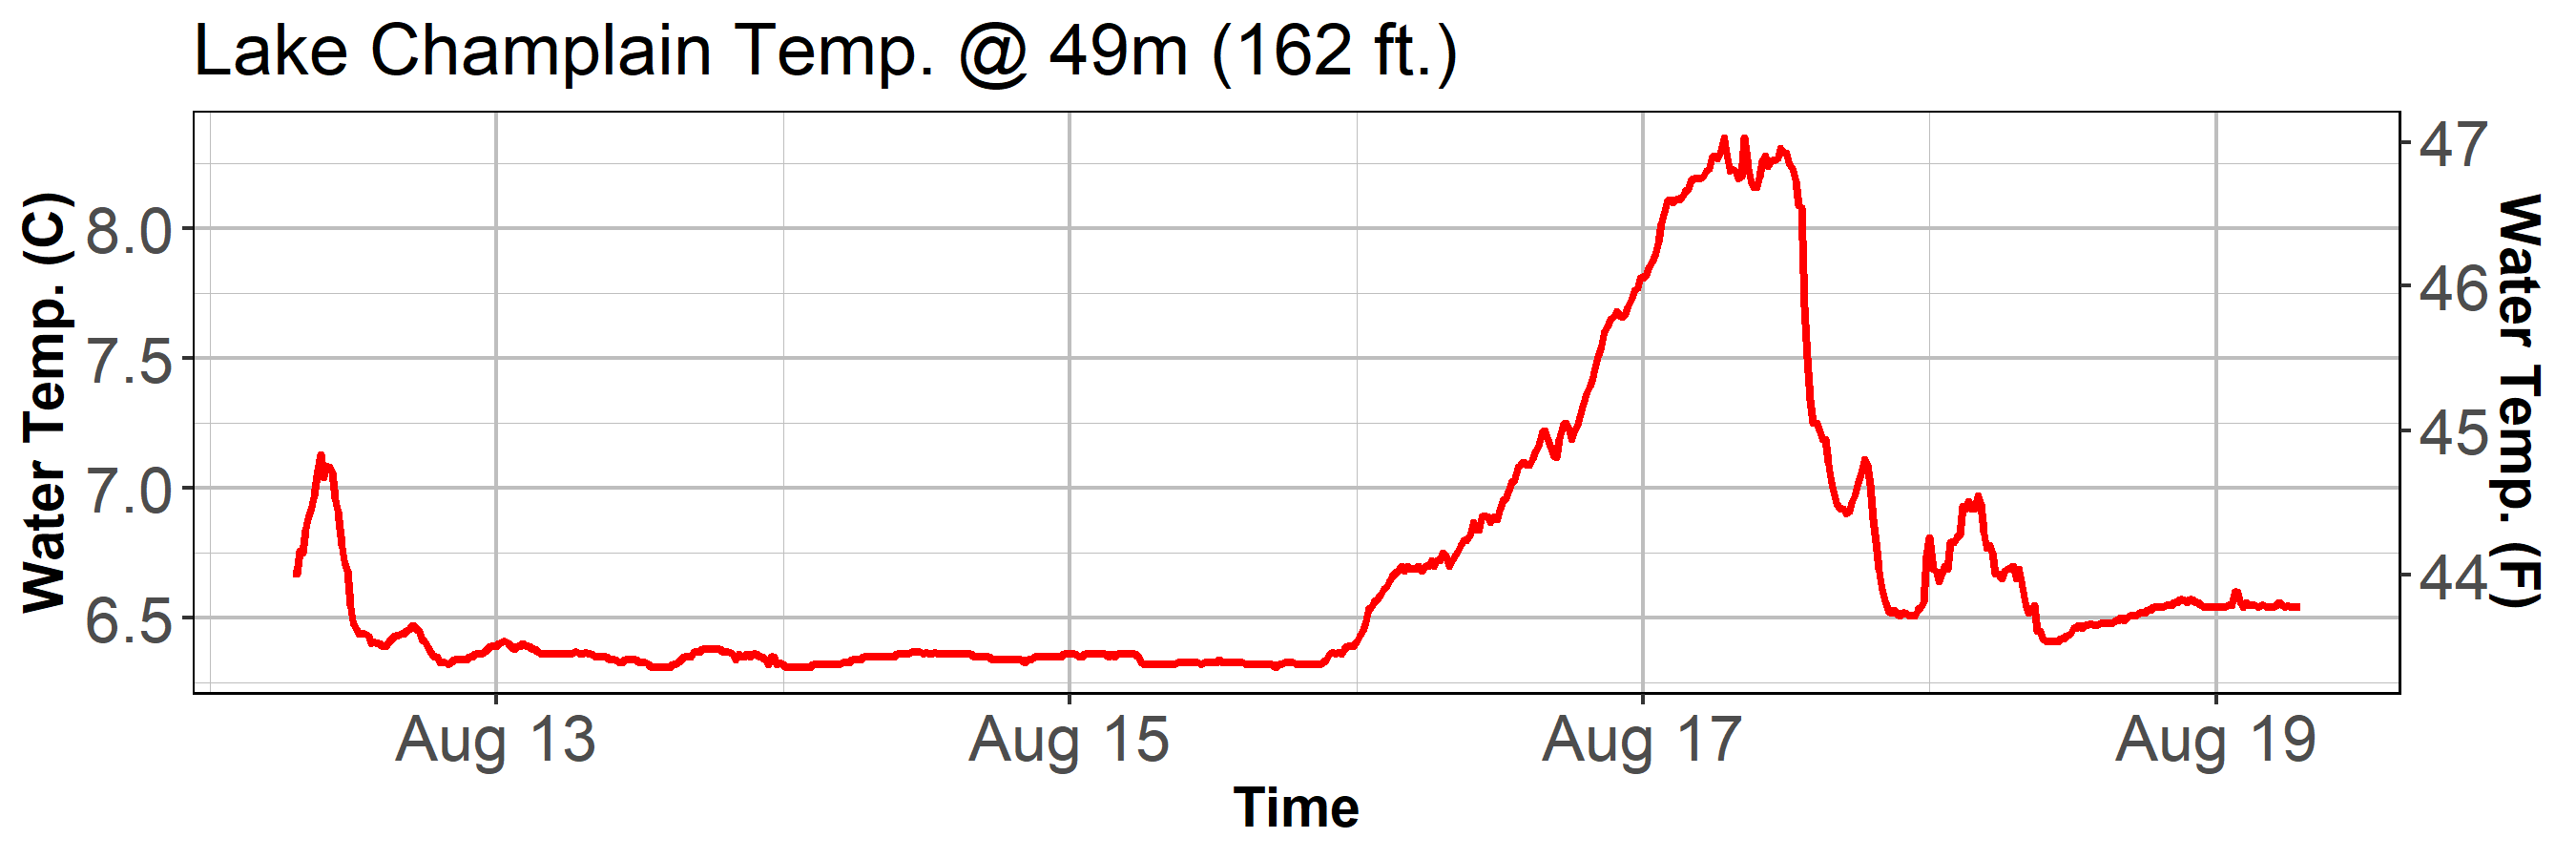 Lake Champlain Temp. @ 49m (162 ft.)
Water Temp. (C)
8.0
7.5
7.0
6.5
47
46
45
44
Water Temp. (F)
Aug 13
Aug 15
Aug 17
Aug 19
Time